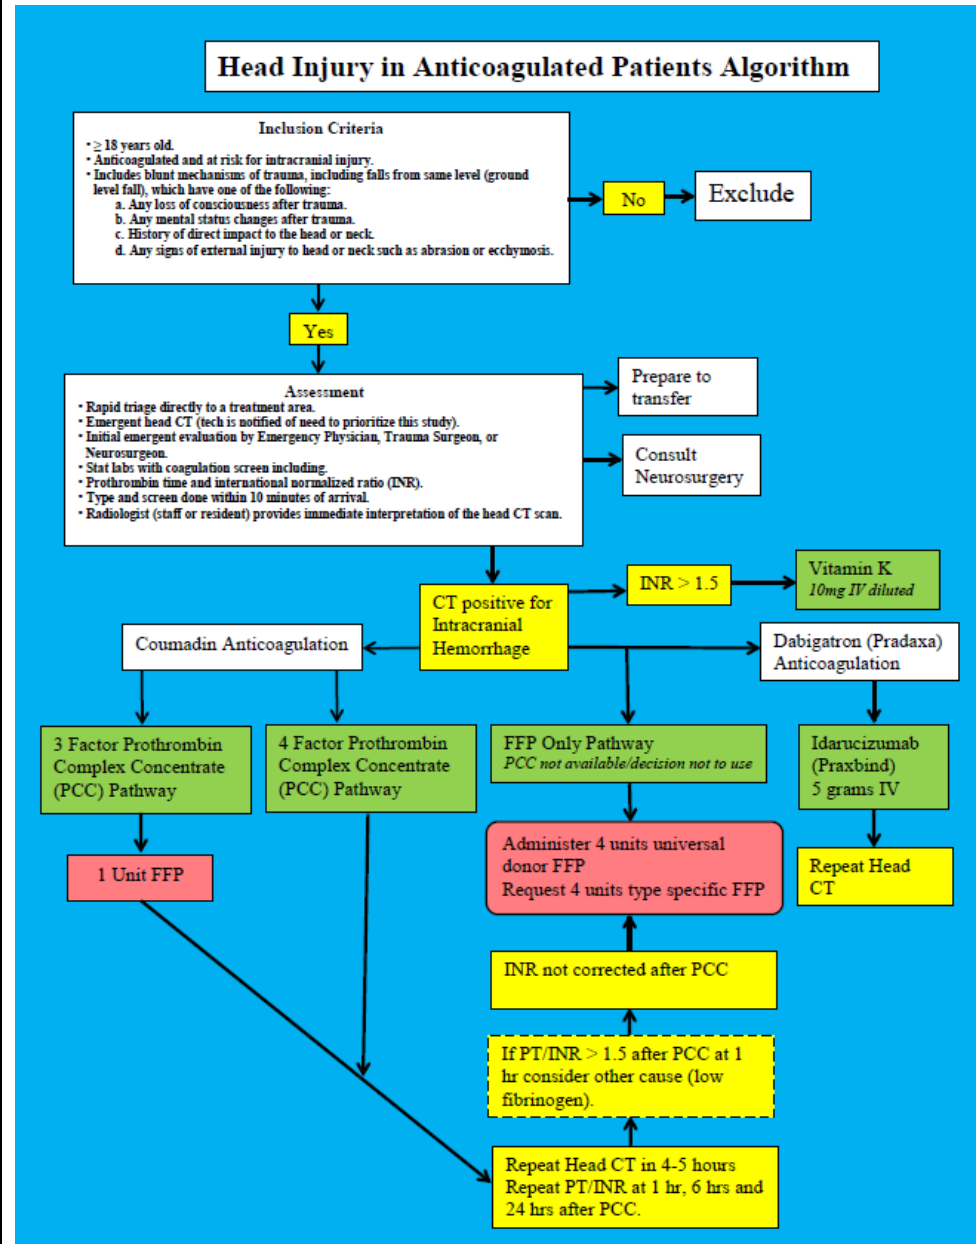 Head Injury in Anticoagulated Patients Algorithm
Inclusion Criteria
• ≥ 18 years old.
• Anticoagulated and at risk for intracranial injury.
• Includes blunt mechanisms of trauma, including falls from same level (ground
level fall), which have one of the following:
a. Any loss of consciousness after trauma.
b. Any mental status changes after trauma.
c. History of direct impact to the head or neck.
d. Any signs of external injury to head or neck such as abrasion or ecchymosis.
No
Exclude
Yes
Assessment
• Rapid triage directly to a treatment area.
• Emergent head CT (tech is notified of need to prioritize this study).
• Initial emergent evaluation by Emergency Physician, Trauma Surgeon, or
Neurosurgeon.
• Stat labs with coagulation screen including.
• Prothrombin time and international normalized ratio (INR).
• Type and screen done within 10 minutes of arrival.
• Radiologist (staff or resident) provides immediate interpretation of the head CT scan.
Prepare to
transfer
Consult
Neurosurgery
CT positive for
Intracranial
Hemorrhage
INR > 1.5
Vitamin K
10mg IV diluted
Coumadin Anticoagulation
Dabigatron (Pradaxa)
Anticoagulation
3 Factor Prothrombin
Complex Concentrate
(PCC) Pathway
4 Factor Prothrombin
Complex Concentrate
(PCC) Pathway
FFP Only Pathway
PCC not available/decision not to use
Idarucizumab
(Praxbind)
5 grams IV
1 Unit FFP
Administer 4 units universal
donor FFP
Request 4 units type specific FFP
Repeat Head
CT
INR not corrected after PCC
If PT/INR > 1.5 after PCC at 1
hr consider other cause (low
fibrinogen).
Repeat Head CT in 4-5 hours
Repeat PT/INR at 1 hr, 6 hrs and
24 hrs after PCC.